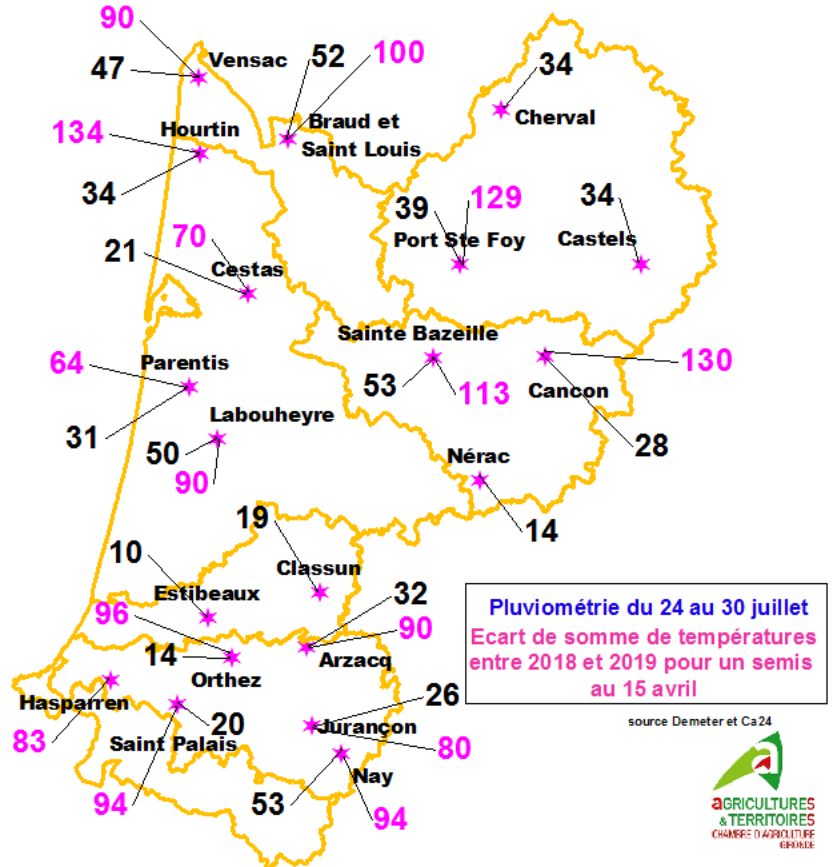 90
Vensac
47
52
100
34
Cherval
Hourtin
134
Braud et
Saint Louis
34
39
129
34
Port Ste Foy
Castels
70
21
Cestas
Sainte Bazeille
64
Parentis
53
113
130
Cancon
31
Labouheyre
28
50
90
Nérac
14
19
Classun
10
Estibeaux
32
96
90
Arzacq
14
Orthez
Hasparren
83
20
Saint Palais
26
Jurançon
80
94
53
Nay
94
Pluviométrie du 24 au 30 juillet
Ecart de somme de températures
entre 2018 et 2019 pour un semis
au 15 avril
source Demeter et Ca24
aGRICULTURES
& TERRITOIRES
CHAMBRE D'AGRICULTURE
GIRONDE